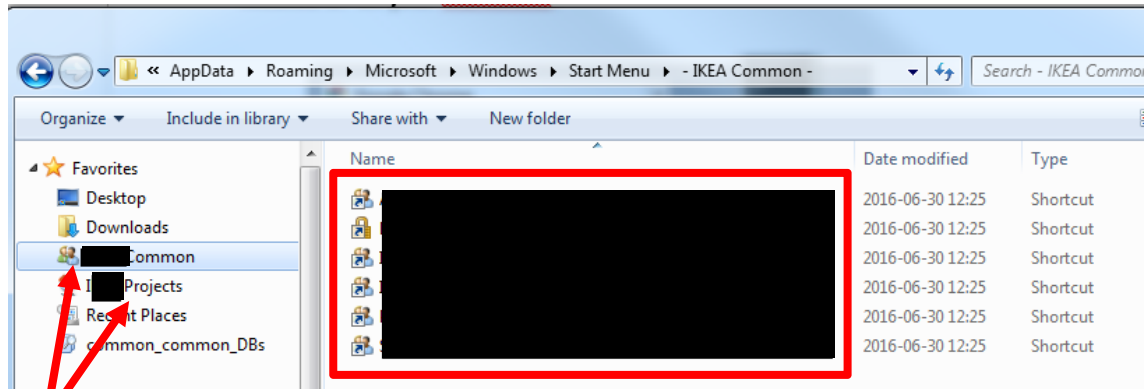 « AppData ▸ Roaming ▸ Microsoft ▸ Windows ▸ Start Menu ▸ - IKEA Common -
Search - IKEA Common
Organize Include in library Share with New folder
Favorites
Desktop
Downloads
Common
Projects
Recent Places
common_common_DBs
Name Date modified Type
2016-06-30 12:25 Shortcut
2016-06-30 12:25 Shortcut
2016-06-30 12:25 Shortcut
2016-06-30 12:25 Shortcut
2016-06-30 12:25 Shortcut
2016-06-30 12:25 Shortcut